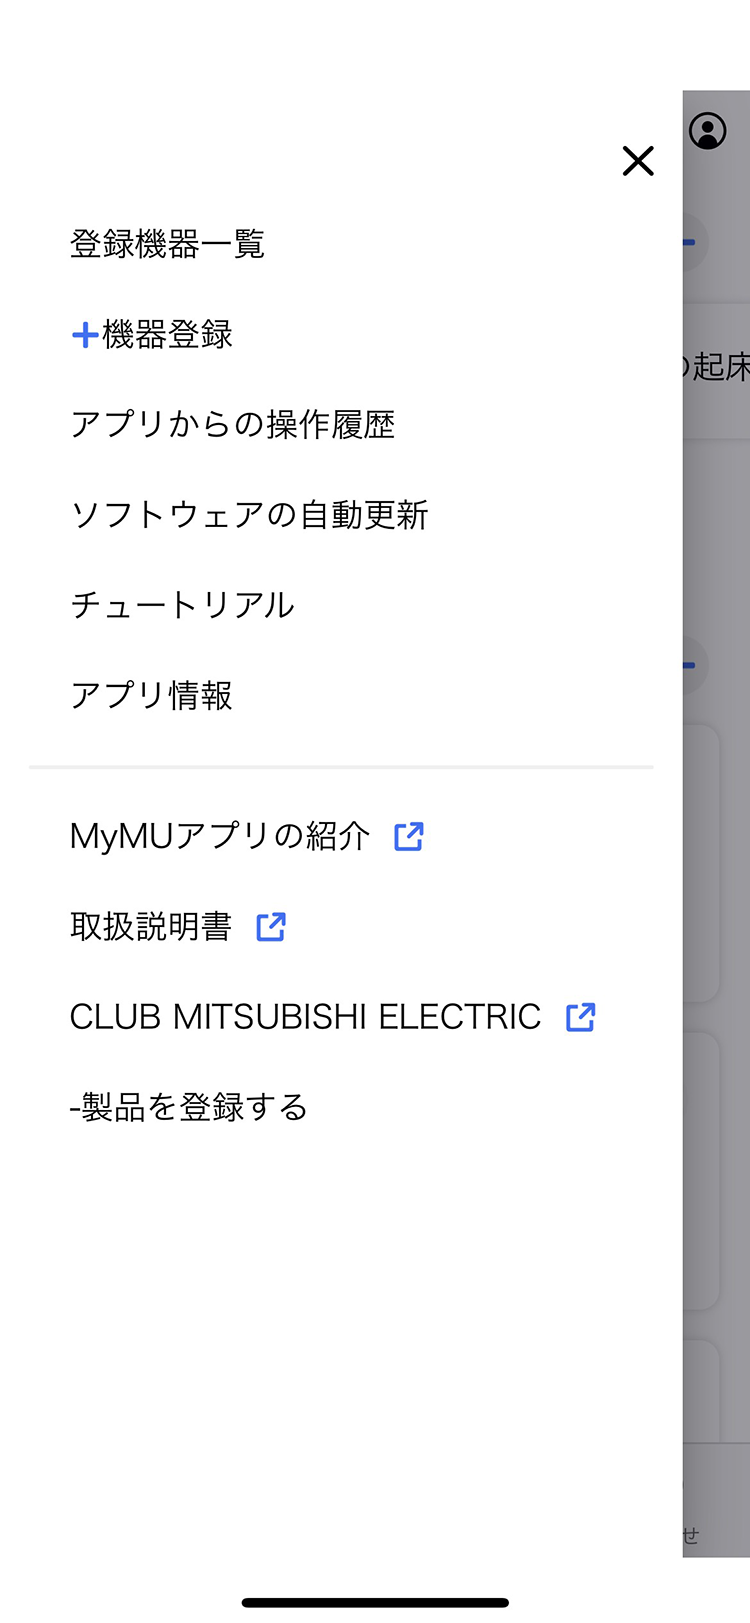 登録機器一覧
の起床
+機器登録
アプリからの操作履歴
ソフトウェアの自動更新
チュートリアル
アプリ情報
MyMUアプリの紹介
取扱説明書
CLUB MITSUBISHI ELECTRIC
-製品を登録する
せ